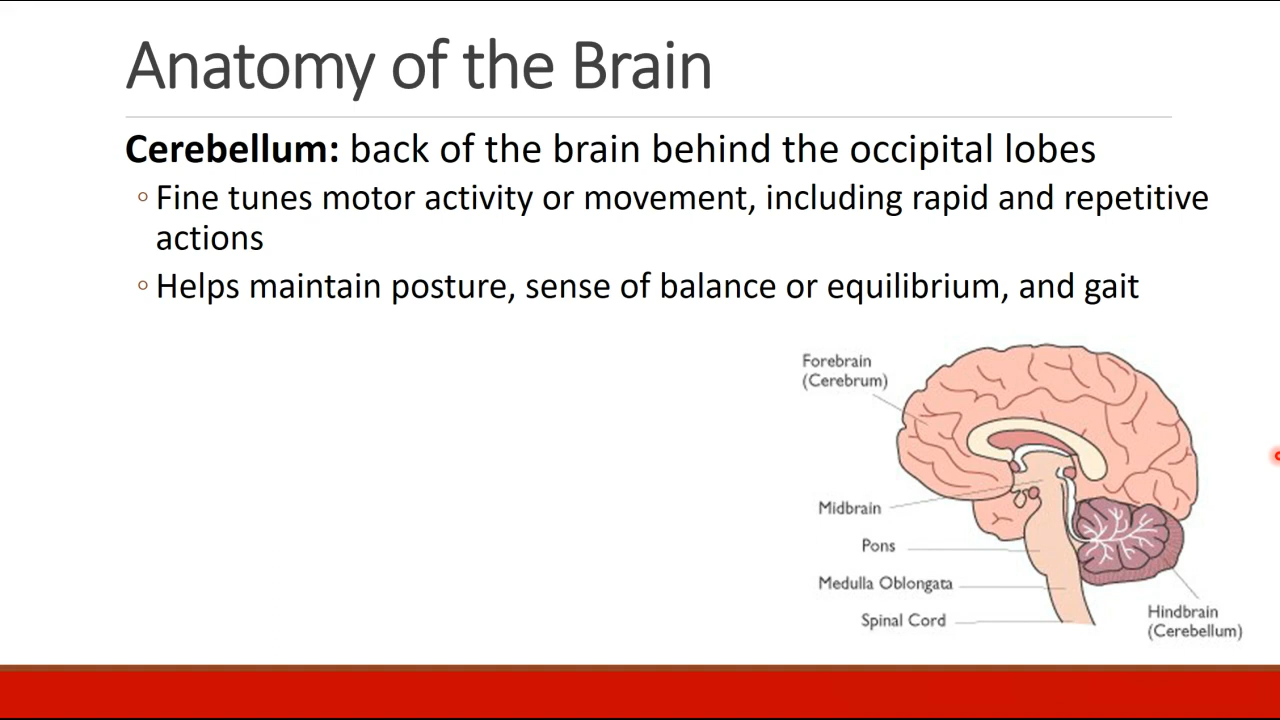 Anatomy of the Brain
Cerebellum: back of the brain behind the occipital lobes
Fine tunes motor activity or movement, including rapid and repetitive
actions
Helps maintain posture, sense of balance or equilibrium, and gait
Forebrain
(Cerebrum)
Midbrain
Pons
Medulla Oblongata
Spinal Cord
Hindbrain
(Cerebellum)